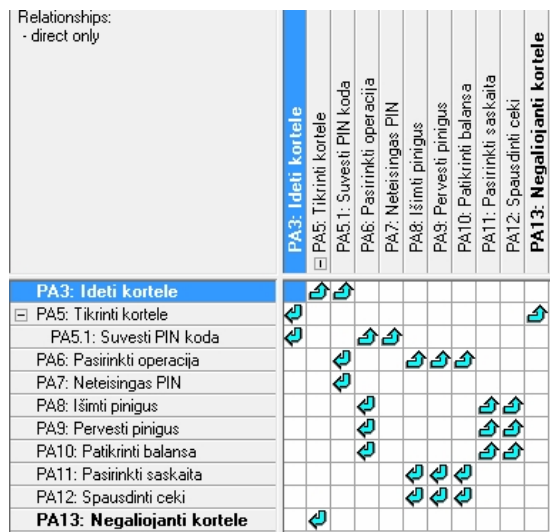 Relationships:
- direct only
PA3: Ideti kortele
PA5: Tikrinti kortele
PA5.1: Suvesti PIN koda
PA6: Pasirinkti operacija
PA7: Neteisingas PIN
PA8: Išimti pinigus
PA9: Pervesti pinigus
PA10: Patikrinti balansa
PA11: Pasirinkti saskaita
PA12: Spausdinti ceki
PA13: Negaliojanti kortele
PA3: Ideti kortele
PA5: Tikrinti kortele
PA5.1: Suvesti PIN koda
PA6: Pasirinkti operacija
PA7: Neteisingas PIN
PA8: Išimti pinigus
PA9: Pervesti pinigus
PA10: Patikrinti balansa
PA11: Pasirinkti saskaita
PA12: Spausdinti ceki
PA13: Negaliojanti kortele